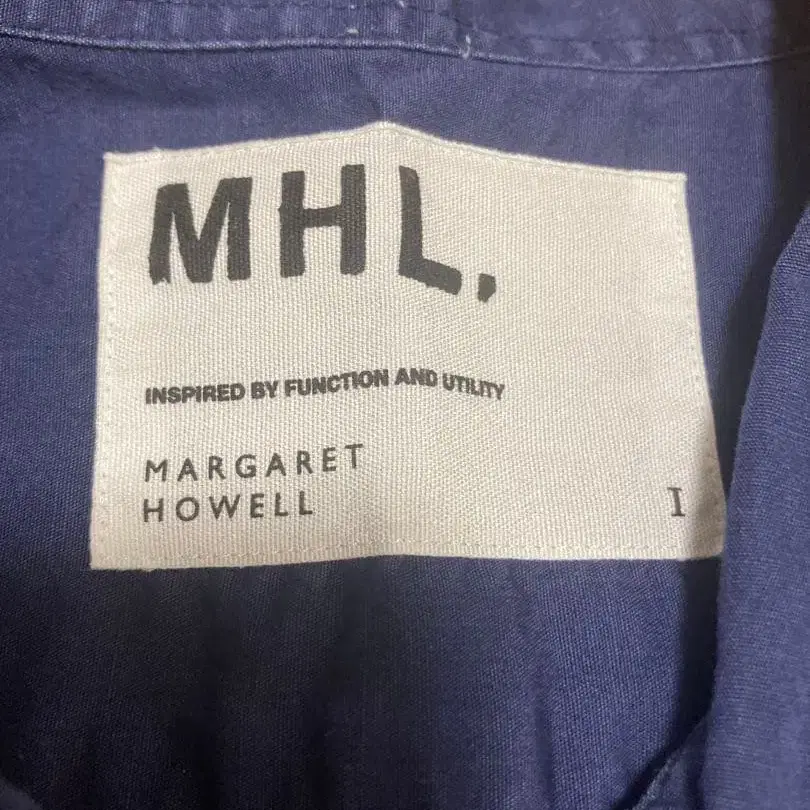 MHL.
INSPIRED BY FUNCTION AND UTILITY
MARGARET
HOWELL
I